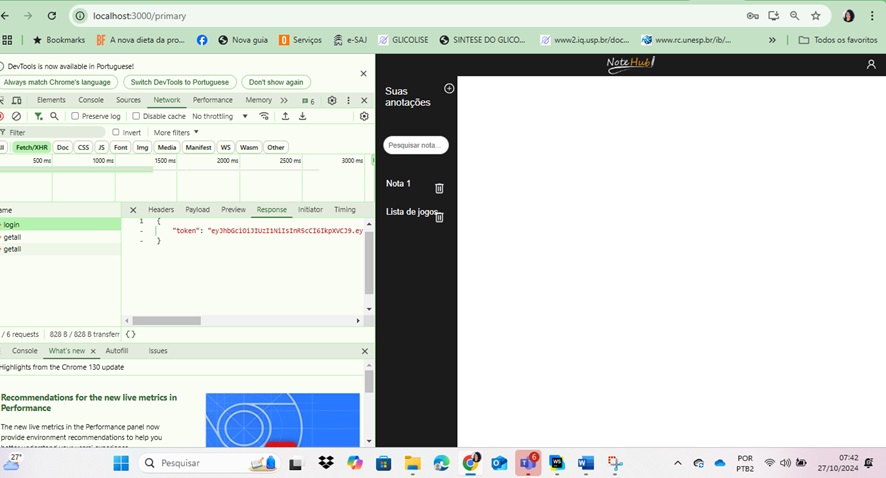 localhost:3000/primary
Bookmarks
A nova dieta da pro...
Nova guia
Serviços
e-SAJ
GLICOLISE
SINTESE DO GLICO...
www2.iq.usp.br/doc...
www.rc.unesp.br/ib/...
Todos os favoritos
DevTools is now available in Portuguese!
Always match Chrome's language
Switch DevTools to Portuguese
Don't show again
Elements Console Sources Network Performance Memory 6
Preserve log Disable cache No throttling
Filter Invert More filters
Fetch/XHR Doc CSS JS Font Img Media Manifest WS Wasm Other
500 ms 1000 ms 1500 ms 2000 ms 2500 ms 3000 ms
ame Headers Payload Preview Response Initiator Timing
login
getall
getall
1 {
- "token": "eyJhbGciOiJIUzI1NiIsInR5cCI6IkpXVCJ9.ey
- }
/ 6 requests 828 B / 828 B transferr {}
Console What's new Autofill Issues
Highlights from the Chrome 130 update
Recommendations for the new live metrics in
Performance
The new live metrics in the Performance panel now
provide environment recommendations to help you
NoteHub!
Suas
anotações
Pesquisar nota...
Nota 1
Lista de jogos
27°
Pesquisar
6
POR
PTB2
07:42
27/10/2024